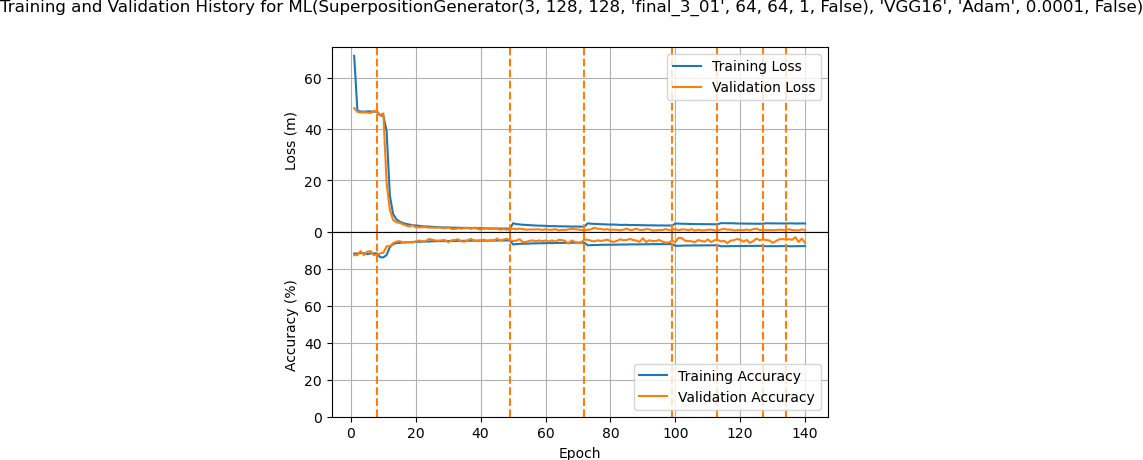 Training and Validation History for ML(SuperpositionGenerator(3, 128, 128, 'final_3_01', 64, 64, 1, False), 'VGG16', 'Adam', 0.0001, False)
Loss (m)
60
40
20
0
Training Loss
Validation Loss
Accuracy (%)
80
60
40
20
0
Training Accuracy
Validation Accuracy
0 20 40 60 80 100 120 140
Epoch